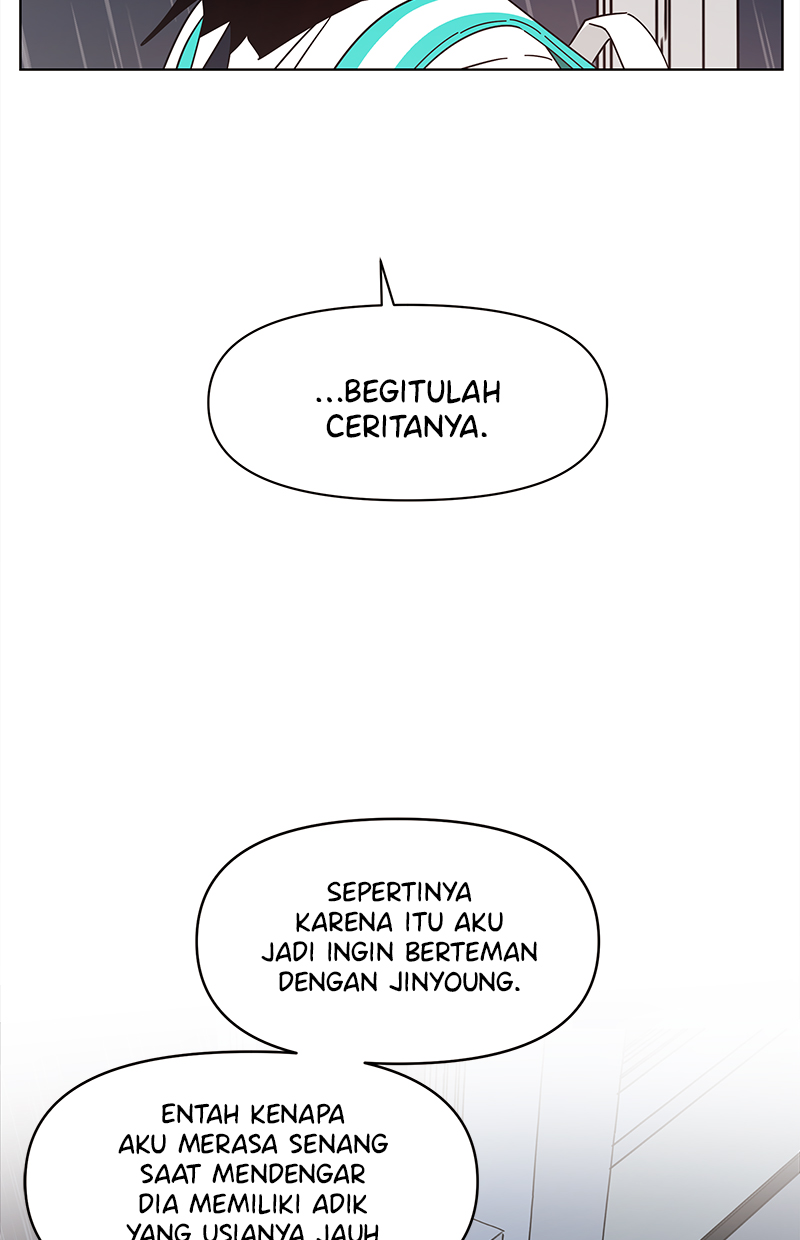 ...BEGITULAH
CERITANYA.
SEPERTINYA
KARENA ITU AKU
JADI INGIN BERTEMAN
DENGAN JINYOUNG.
ENTAH KENAPA
AKU MERASA SENANG
SAAT MENDENGAR
DIA MEMILIKI ADIK
YANG USIANYA JAUH